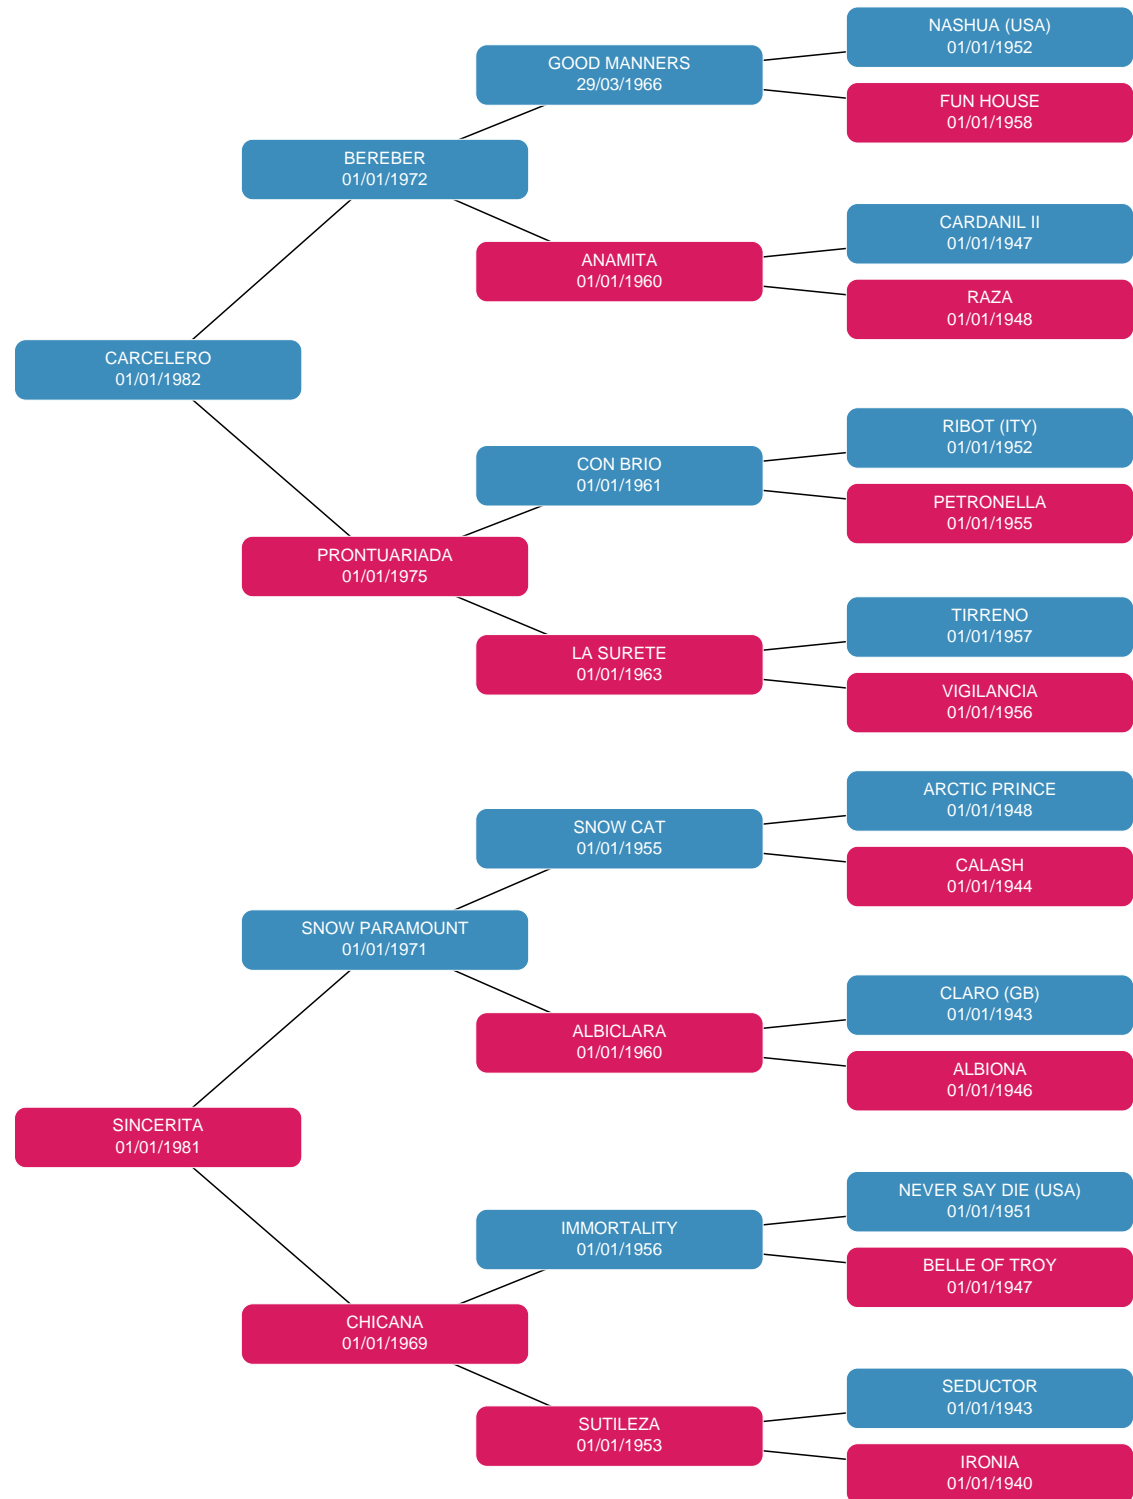 NASHUA (USA)
01/01/1952
GOOD MANNERS
29/03/1966
FUN HOUSE
01/01/1958
BEREBER
01/01/1972
CARDANIL II
01/01/1947
ANAMITA
01/01/1960
RAZA
01/01/1948
CARCELERO
01/01/1982
RIBOT (ITY)
01/01/1952
CON BRIO
01/01/1961
PETRONELLA
01/01/1955
PRONTUARIADA
01/01/1975
TIRRENO
01/01/1957
LA SURETE
01/01/1963
VIGILANCIA
01/01/1956
ARCTIC PRINCE
01/01/1948
SNOW CAT
01/01/1955
CALASH
01/01/1944
SNOW PARAMOUNT
01/01/1971
CLARO (GB)
01/01/1943
ALBICLARA
01/01/1960
ALBIONA
01/01/1946
SINCERITA
01/01/1981
NEVER SAY DIE (USA)
01/01/1951
IMMORTALITY
01/01/1956
BELLE OF TROY
01/01/1947
CHICANA
01/01/1969
SEDUCTOR
01/01/1943
SUTILEZA
01/01/1953
IRONIA
01/01/1940